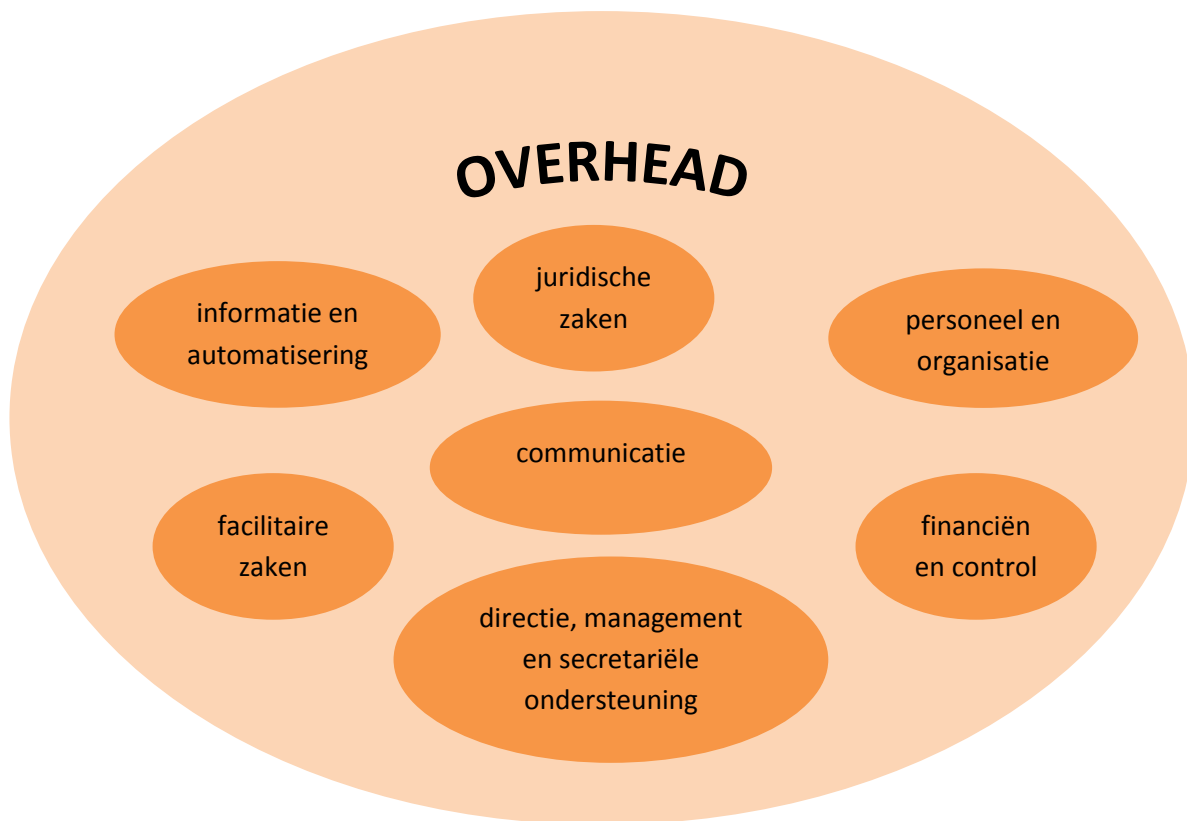 OVERHEAD
juridische
zaken
informatie en
automatisering
personeel en
organisatie
communicatie
facilitaire
zaken
financiën
en control
directie, management
en secretariële
ondersteuning